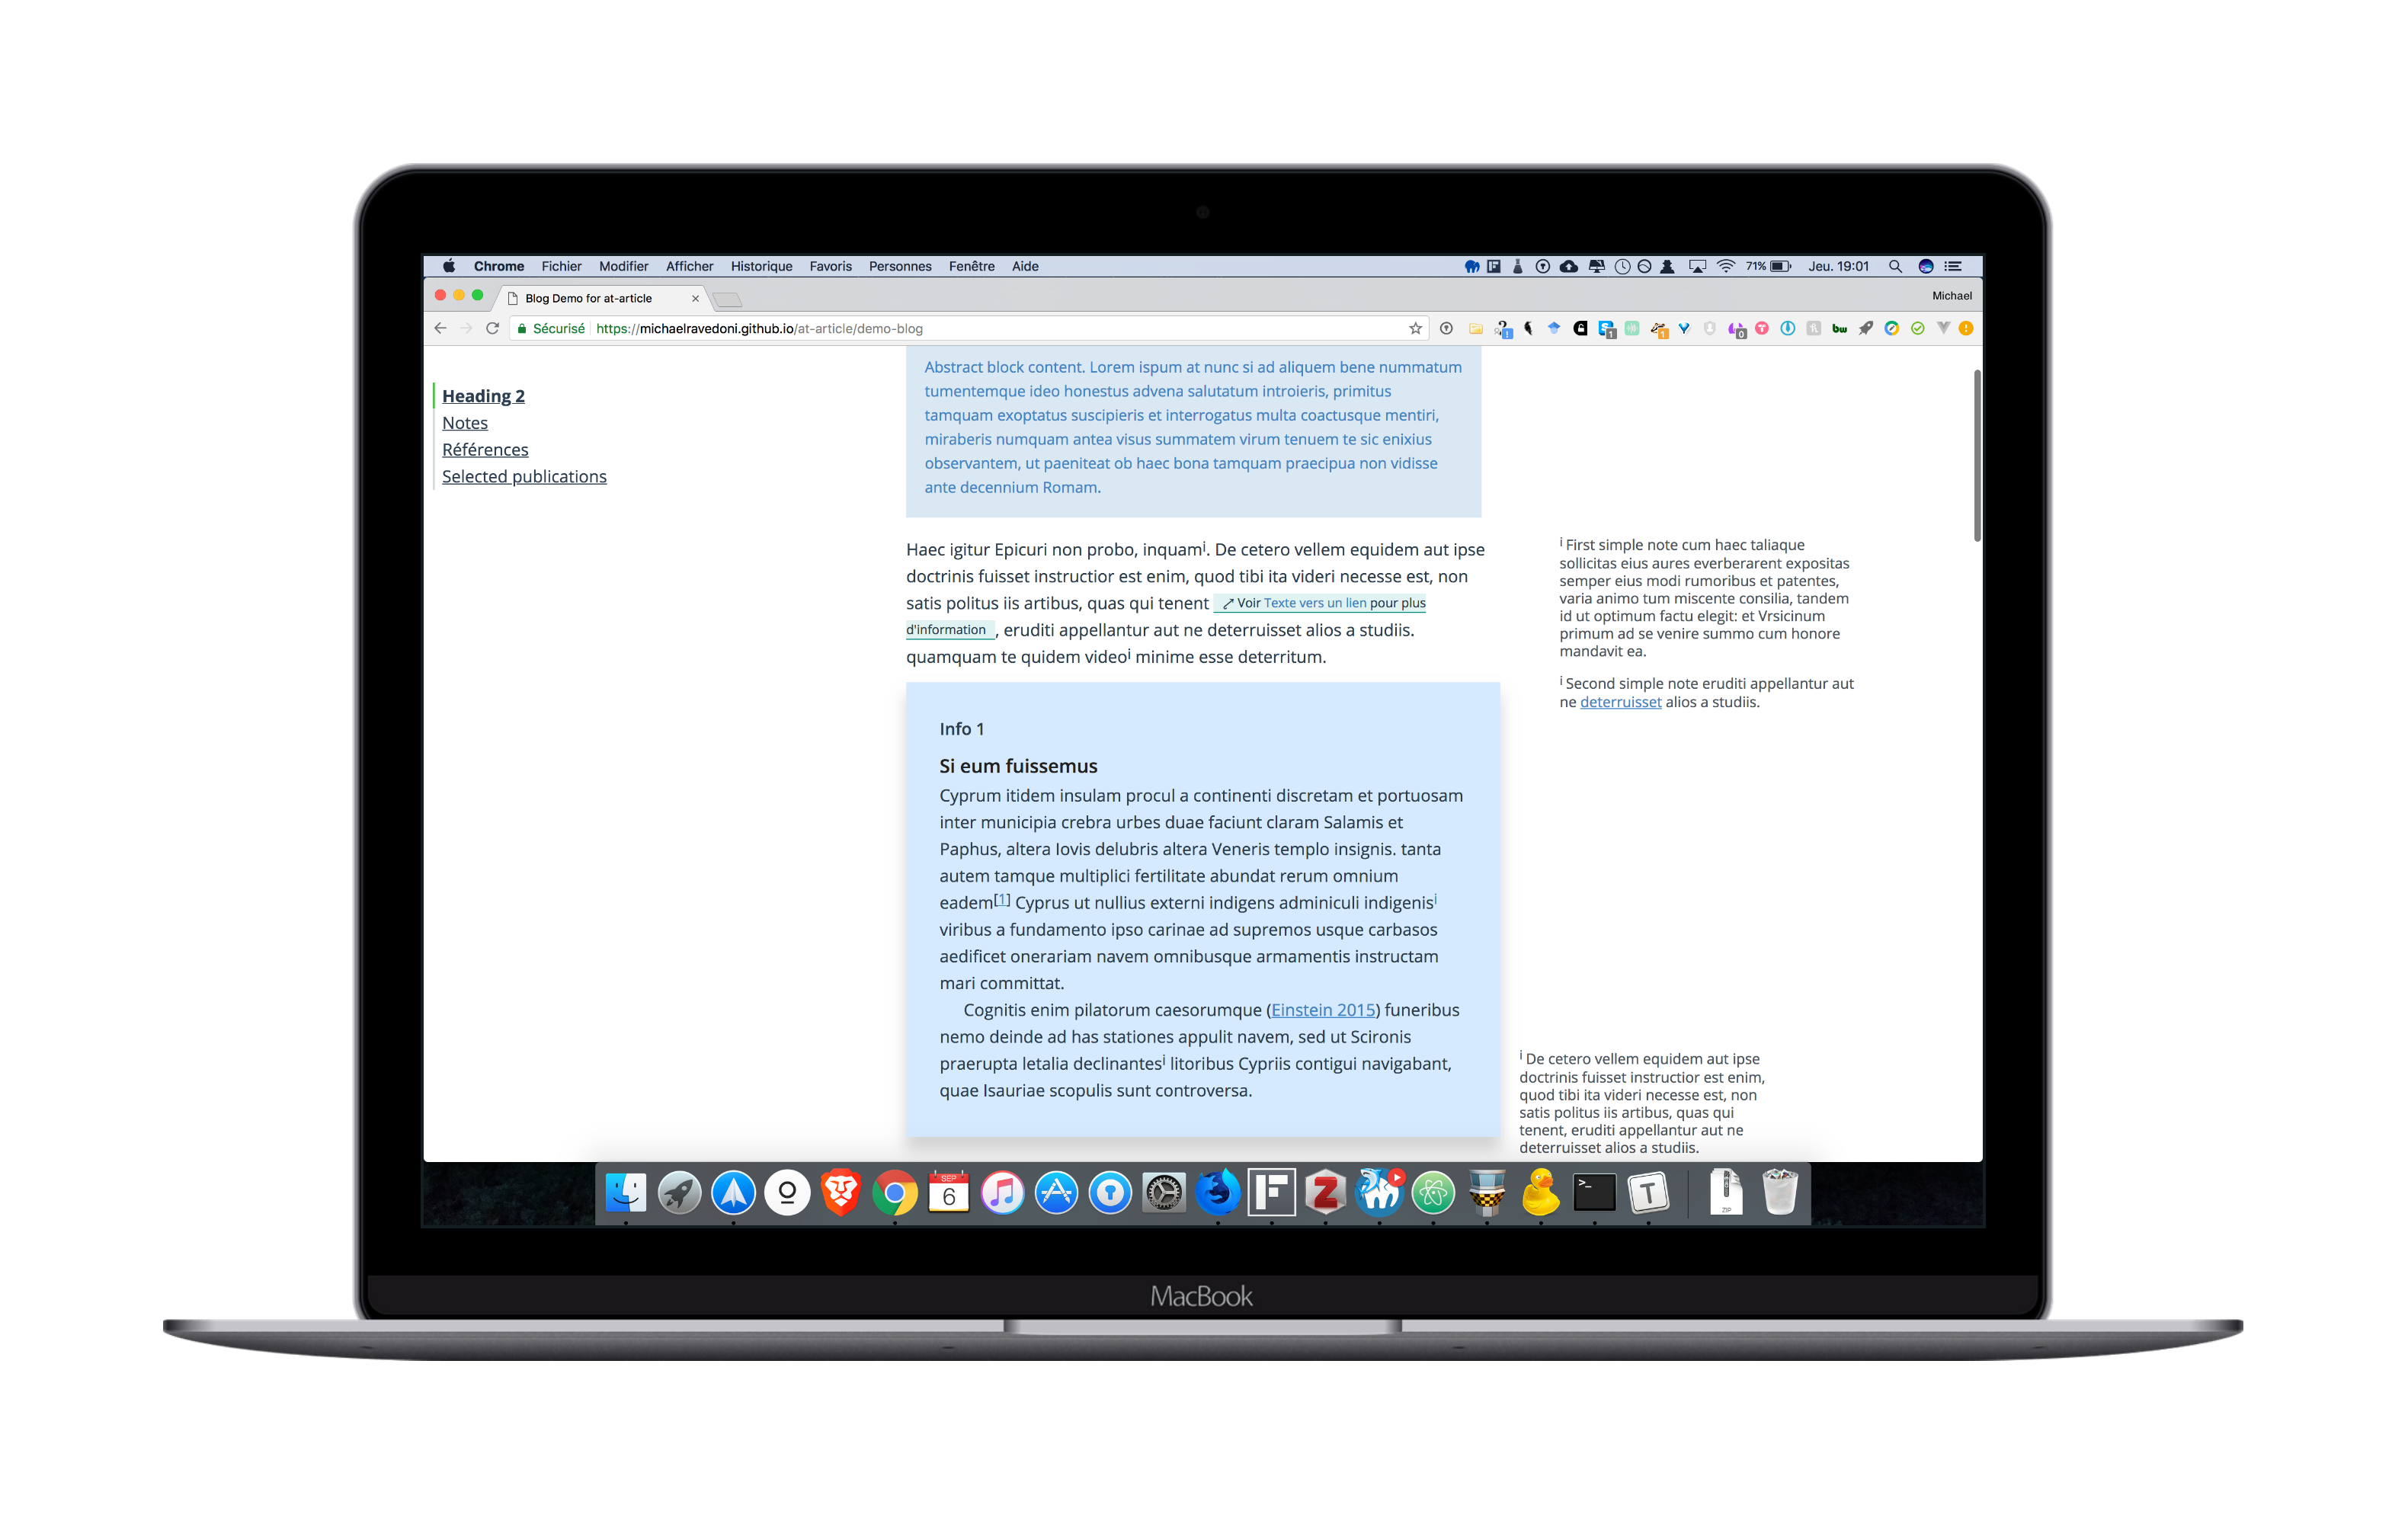 Chrome Fichier Modifier Afficher Historique Favoris Personnes Fenêtre Aide 71% Jeu. 19:01
Blog Demo for at-article Michael
Sécurisé https://michaelravedoni.github.io/at-article/demo-blog
Heading 2
Notes
Références
Selected publications
Abstract block content. Lorem ispum at nunc si ad aliquem bene nummatum
tumentemque ideo honestus advena salutatum introieris, primitus
tamquam exoptatus suscipieris et interrogatus multa coactusque mentiri,
miraberis numquam antea visus summatem virum tenuem te sic enixius
observantem, ut paeniteat ob haec bona tamquam praecipua non vidisse
ante decennium Romam.
Haec igitur Epicuri non probo, inquamⁱ. De cetero vellem equidem aut ipse
doctrinis fuisset instructior est enim, quod tibi ita videri necesse est, non
satis politus iis artibus, quas qui tenent ⤢ Voir Texte vers un lien pour plus
d'information , eruditi appellantur aut ne deterruisset alios a studiis.
quamquam te quidem videoⁱ minime esse deterritum.
ⁱ First simple note cum haec taliaque
sollicitas eius aures everberarent expositas
semper eius modi rumoribus et patentes,
varia animo tum miscente consilia, tandem
id ut optimum factu elegit: et Vrsicinum
primum ad se venire summo cum honore
mandavit ea.
ⁱ Second simple note eruditi appellantur aut
ne deterruisset alios a studiis.
Info 1
Si eum fuissemus
Cyprum itidem insulam procul a continenti discretam et portuosam
inter municipia crebra urbes duae faciunt claram Salamis et
Paphus, altera Iovis delubris altera Veneris templo insignis. tanta
autem tamque multiplici fertilitate abundat rerum omnium
eadem[1] Cyprus ut nullius externi indigens adminiculi indigenisⁱ
viribus a fundamento ipso carinae ad supremos usque carbasos
aedificet onerariam navem omnibusque armamentis instructam
mari committat.
Cognitis enim pilatorum caesorumque (Einstein 2015) funeribus
nemo deinde ad has stationes appulit navem, sed ut Scironis
praerupta letalia declinantesⁱ litoribus Cypriis contigui navigabant,
quae Isauriae scopulis sunt controversa.
ⁱ De cetero vellem equidem aut ipse
doctrinis fuisset instructior est enim,
quod tibi ita videri necesse est, non
satis politus iis artibus, quas qui
tenent, eruditi appellantur aut ne
deterruisset alios a studiis.
SEP
6
F
Z
T
ZIP
MacBook